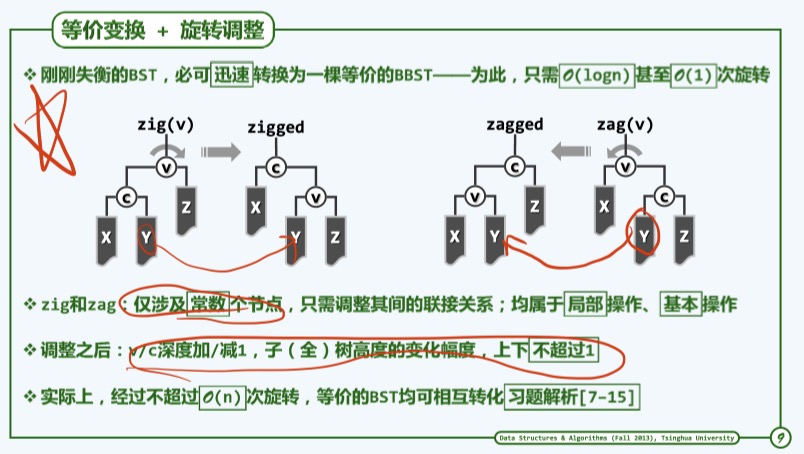 等价变换 + 旋转调整
❖刚刚失衡的BST，必可迅速转换为一棵等价的BBST——为此，只需O(logn)甚至O(1)次旋转
zig(v) zigged zagged zag(v)
v c c v
c Z X v v Z X c
X Y Y Z X Y Y Z
❖zig和zag：仅涉及常数个节点，只需调整其间的联接关系；均属于局部操作、基本操作
❖调整之后：v/c深度加/减1，子（全）树高度的变化幅度，上下不超过1
❖实际上，经过不超过O(n)次旋转，等价的BST均可相互转化 习题解析[7-15]
Data Structures & Algorithms (Fall 2013), Tsinghua University 9